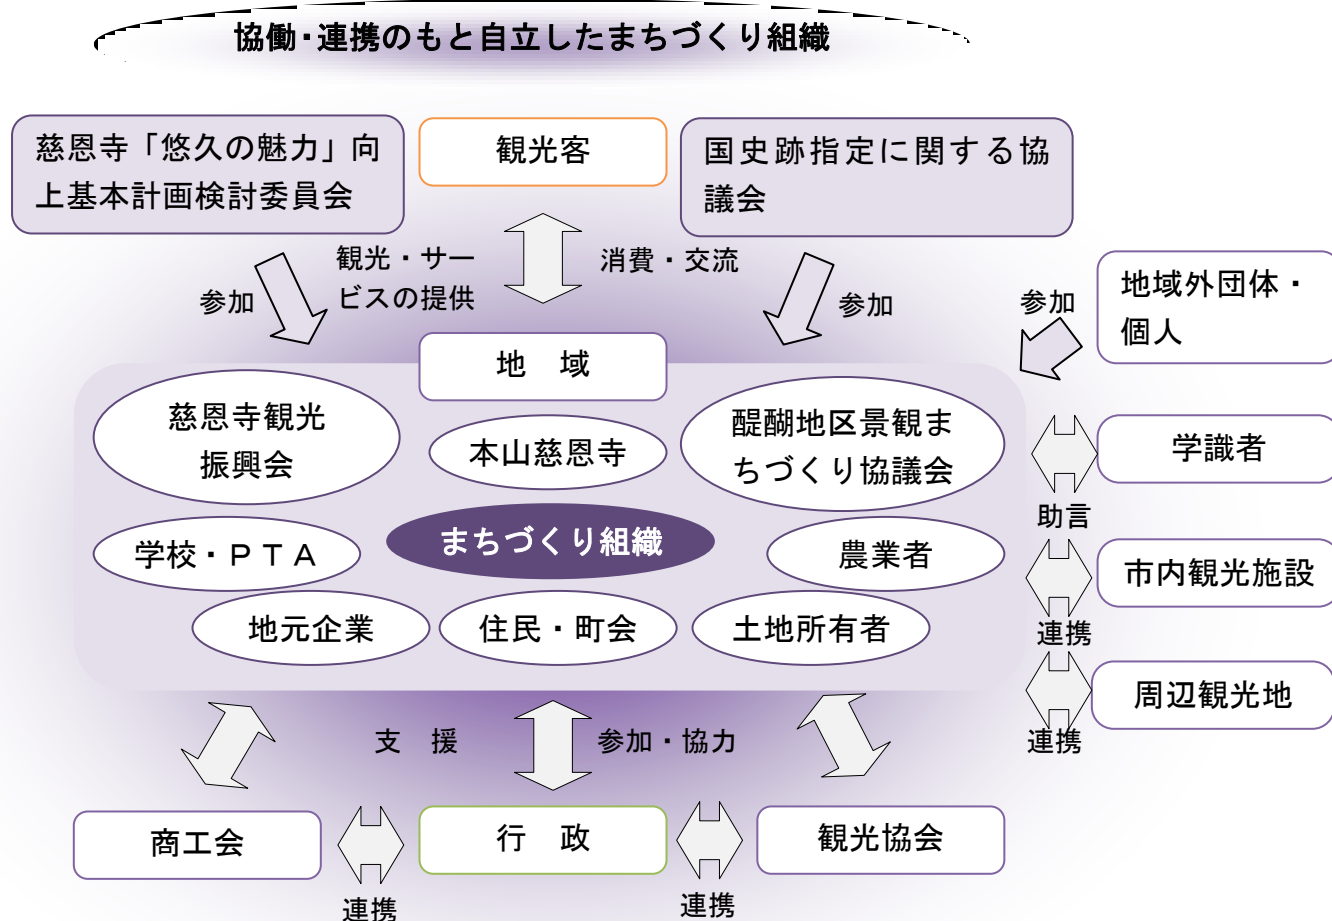 協働・連携のもと自立したまちづくり組織
慈恩寺「悠久の魅力」向
上基本計画検討委員会
観光客
国史跡指定に関する協
議会
観光・サー
ビスの提供
消費・交流
参加
参加
参加
地域外団体・
個人
地　域
慈恩寺観光
振興会
本山慈恩寺
醍醐地区景観ま
ちづくり協議会
学識者
助言
まちづくり組織
学校・ＰＴＡ
農業者
市内観光施設
連携
地元企業
住民・町会
土地所有者
周辺観光地
連携
支　援
参加・協力
商工会
行　政
観光協会
連携
連携